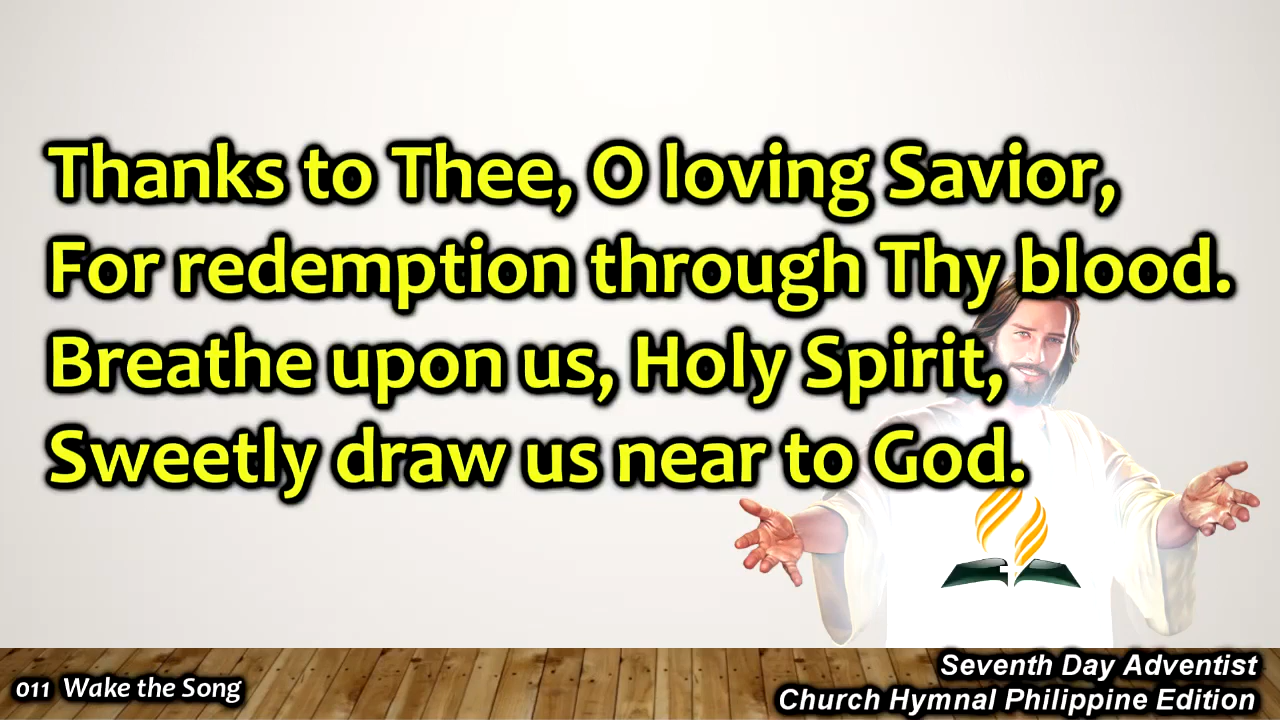 Thanks to Thee, O loving Savior,
For redemption through Thy blood.
Breathe upon us, Holy Spirit,
Sweetly draw us near to God.
011 Wake the Song
Seventh Day Adventist
Church Hymnal Philippine Edition